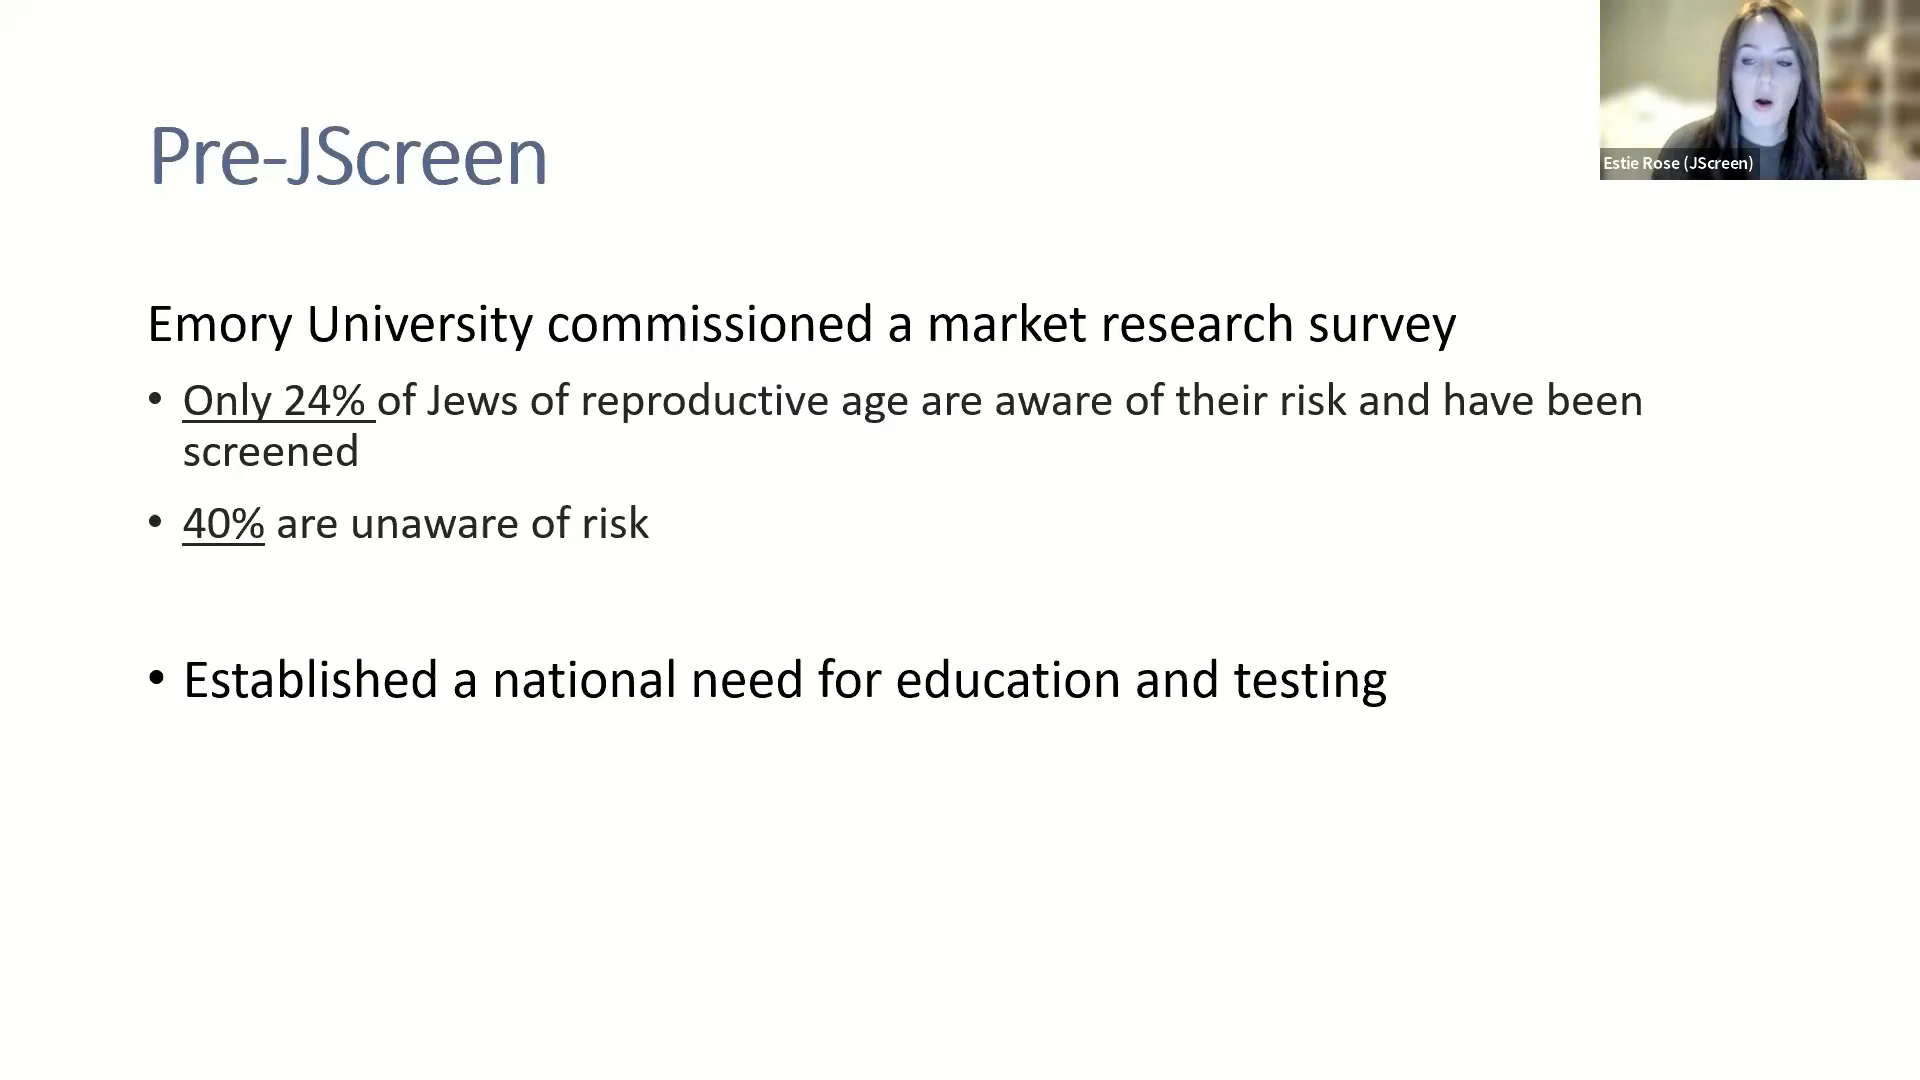 Pre-JScreen
Estie Rose (JScreen)
Emory University commissioned a market research survey
• Only 24% of Jews of reproductive age are aware of their risk and have been
screened
• 40% are unaware of risk
• Established a national need for education and testing